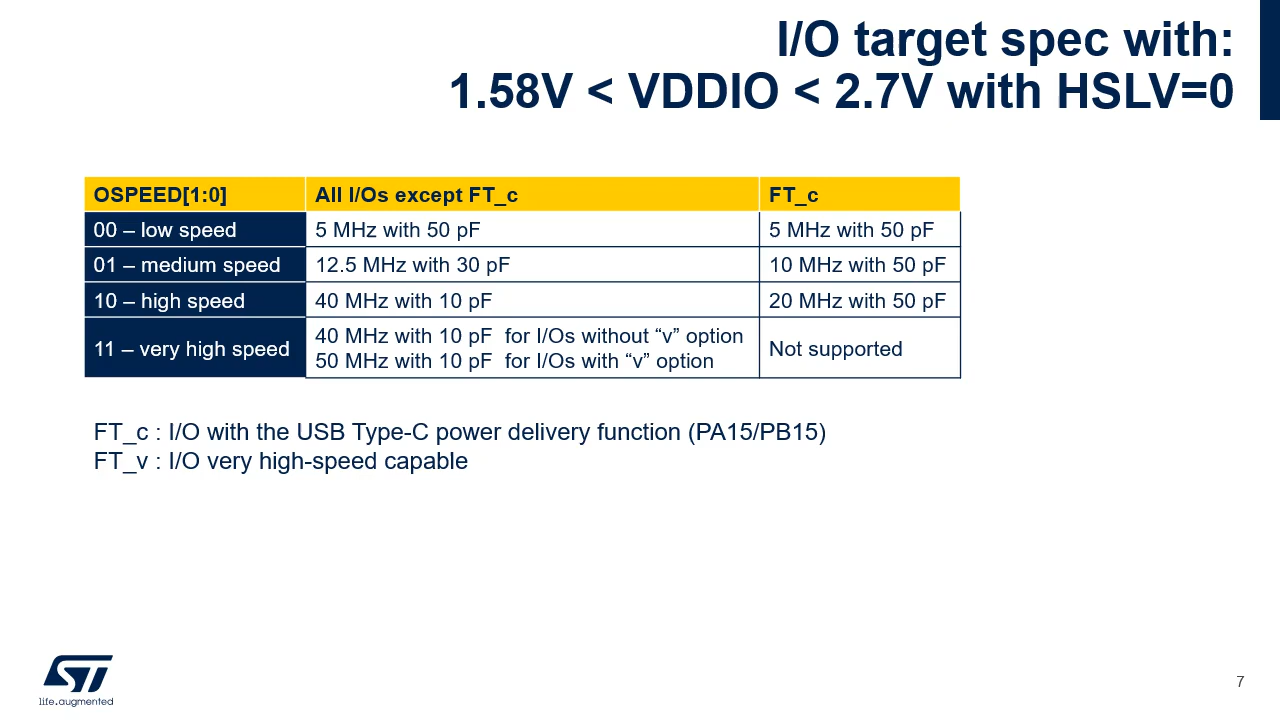 I/O target spec with:
1.58V < VDDIO < 2.7V with HSLV=0
OSPEED[1:0] All I/Os except FT_c FT_c
00 – low speed 5 MHz with 50 pF 5 MHz with 50 pF
01 – medium speed 12.5 MHz with 30 pF 10 MHz with 50 pF
10 – high speed 40 MHz with 10 pF 20 MHz with 50 pF
11 – very high speed 40 MHz with 10 pF for I/Os without “v” option
50 MHz with 10 pF for I/Os with “v” option Not supported
FT_c : I/O with the USB Type-C power delivery function (PA15/PB15)
FT_v : I/O very high-speed capable
ST
life.augmented
7